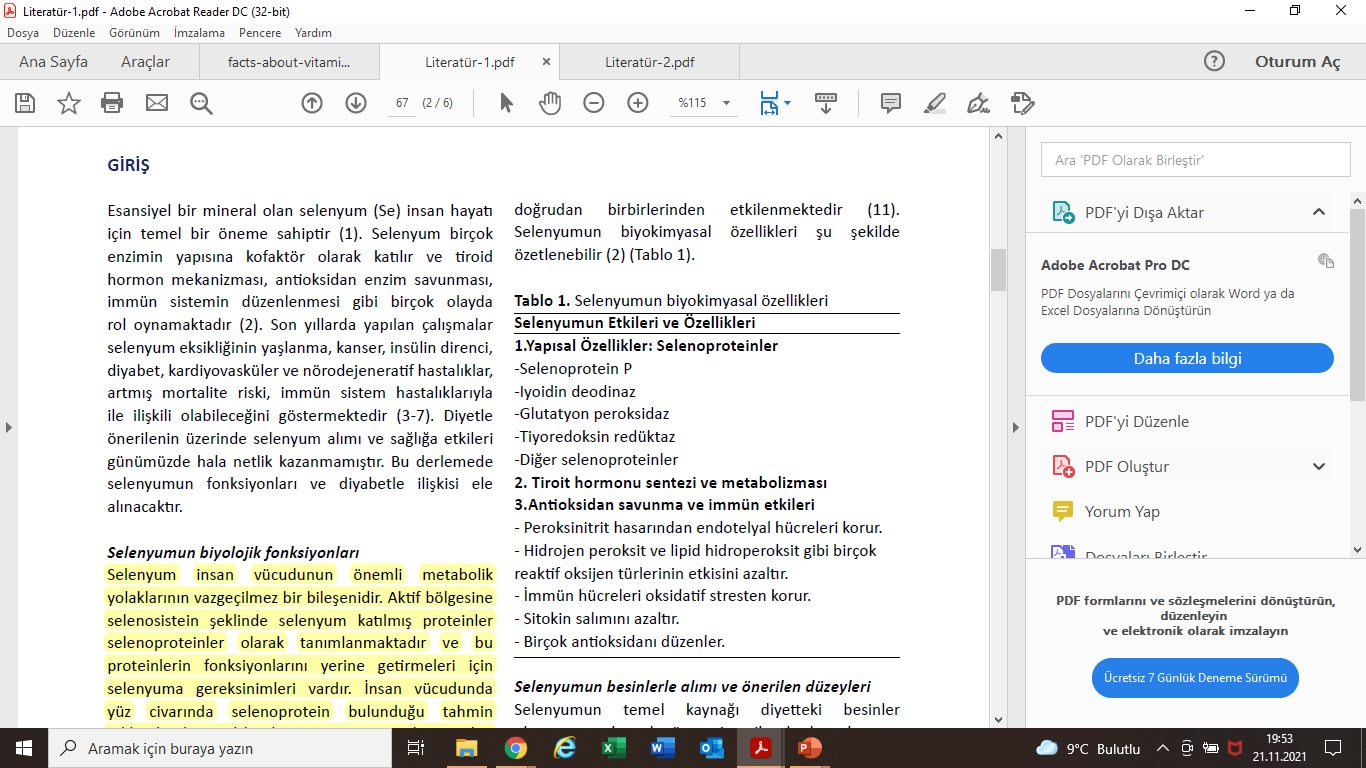 Literatür-1.pdf - Adobe Acrobat Reader DC (32-bit)
Dosya Düzenle Görünüm İmzalama Pencere Yardım
Ana Sayfa Araçlar facts-about-vitami... Literatür-1.pdf × Literatür-2.pdf Oturum Aç
67 (2 / 6) %115
GİRİŞ
Esansiyel bir mineral olan selenyum (Se) insan hayatı
için temel bir öneme sahiptir (1). Selenyum birçok
enzimin yapısına kofaktör olarak katılır ve tiroid
hormon mekanizması, antioksidan enzim savunması,
immün sistemin düzenlenmesi gibi birçok olayda
rol oynamaktadır (2). Son yıllarda yapılan çalışmalar
selenyum eksikliğinin yaşlanma, kanser, insülin direnci,
diyabet, kardiyovasküler ve nörodejeneratif hastalıklar,
artmış mortalite riski, immün sistem hastalıklarıyla
ile ilişkili olabileceğini göstermektedir (3-7). Diyetle
önerilenin üzerinde selenyum alımı ve sağlığa etkileri
günümüzde hala netlik kazanmamıştır. Bu derlemede
selenyumun fonksiyonları ve diyabetle ilişkisi ele
alınacaktır.
Selenyumun biyolojik fonksiyonları
Selenyum insan vücudunun önemli metabolik
yolaklarının vazgeçilmez bir bileşenidir. Aktif bölgesine
selenosistein şeklinde selenyum katılmış proteinler
selenoproteinler olarak tanımlanmaktadır ve bu
proteinlerin fonksiyonlarını yerine getirmeleri için
selenyuma gereksinimleri vardır. İnsan vücudunda
yüz civarında selenoprotein bulunduğu tahmin
doğrudan birbirlerinden etkilenmektedir (11).
Selenyumun biyokimyasal özellikleri şu şekilde
özetlenebilir (2) (Tablo 1).
Tablo 1. Selenyumun biyokimyasal özellikleri
Selenyumun Etkileri ve Özellikleri
1.Yapısal Özellikler: Selenoproteinler
-Selenoprotein P
-Iyoidin deodinaz
-Glutatyon peroksidaz
-Tiyoredoksin redüktaz
-Diğer selenoproteinler
2. Tiroit hormonu sentezi ve metabolizması
3.Antioksidan savunma ve immün etkileri
- Peroksinitrit hasarından endotelyal hücreleri korur.
- Hidrojen peroksit ve lipid hidroperoksit gibi birçok
reaktif oksijen türlerinin etkisini azaltır.
- İmmün hücreleri oksidatif stresten korur.
- Sitokin salımını azaltır.
- Birçok antioksidanı düzenler.
Selenyumun besinlerle alımı ve önerilen düzeyleri
Selenyumun temel kaynağı diyetteki besinler
Ara 'PDF Olarak Birleştir'
PDF'yi Dışa Aktar
Adobe Acrobat Pro DC
PDF Dosyalarını Çevrimiçi olarak Word ya da
Excel Dosyalarına Dönüştürün
Daha fazla bilgi
PDF'yi Düzenle
PDF Oluştur
Yorum Yap
Dosyaları Birleştir
PDF formlarını ve sözleşmelerini dönüştürün,
düzenleyin
ve elektronik olarak imzalayın
Ücretsiz 7 Günlük Deneme Sürümü
Aramak için buraya yazın
9°C Bulutlu
19:53
21.11.2021